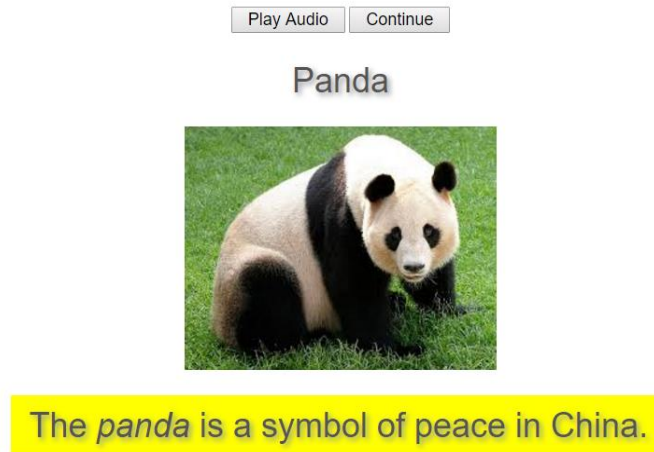 Play Audio Continue
Panda
The panda is a symbol of peace in China.